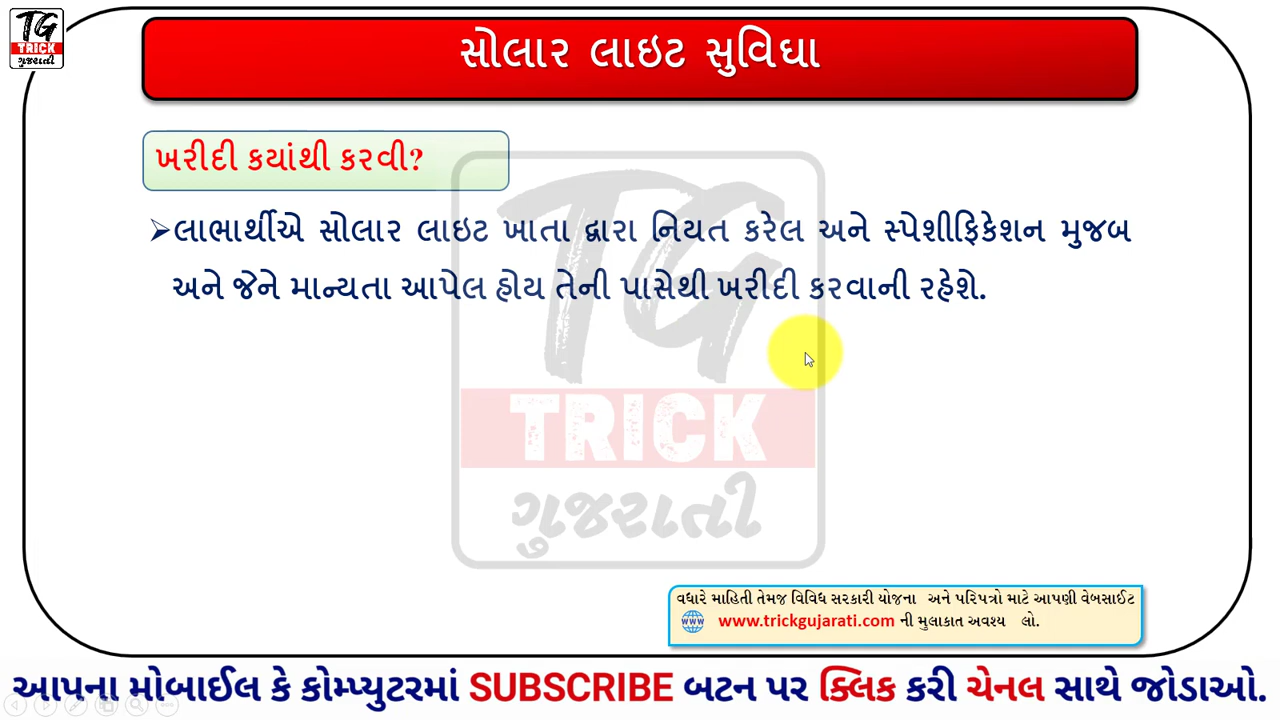 TG
TRICK
ગુજરાતી
સોલાર લાઇટ સુવિધા
ખરીદી કયાંથી કરવી?
➢લાભાર્થીએ સોલાર લાઇટ ખાતા દ્વારા નિયત કરેલ અને સ્પેશીફિકેશન મુજબ
અને જેને માન્યતા આપેલ હોય તેની પાસેથી ખરીદી કરવાની રહેશે.
TG
TRICK
ગુજરાતી
વધારે માહિતી તેમજ વિવિધ સરકારી યોજના અને પરિપત્રો માટે આપણી વેબસાઈટ
www www.trickgujarati.com ની મુલાકાત અવશ્ય લો.
આપના મોબાઈલ કે કોમ્પ્યુટરમાં SUBSCRIBE બટન પર ક્લિક કરી ચેનલ સાથે જોડાઓ.